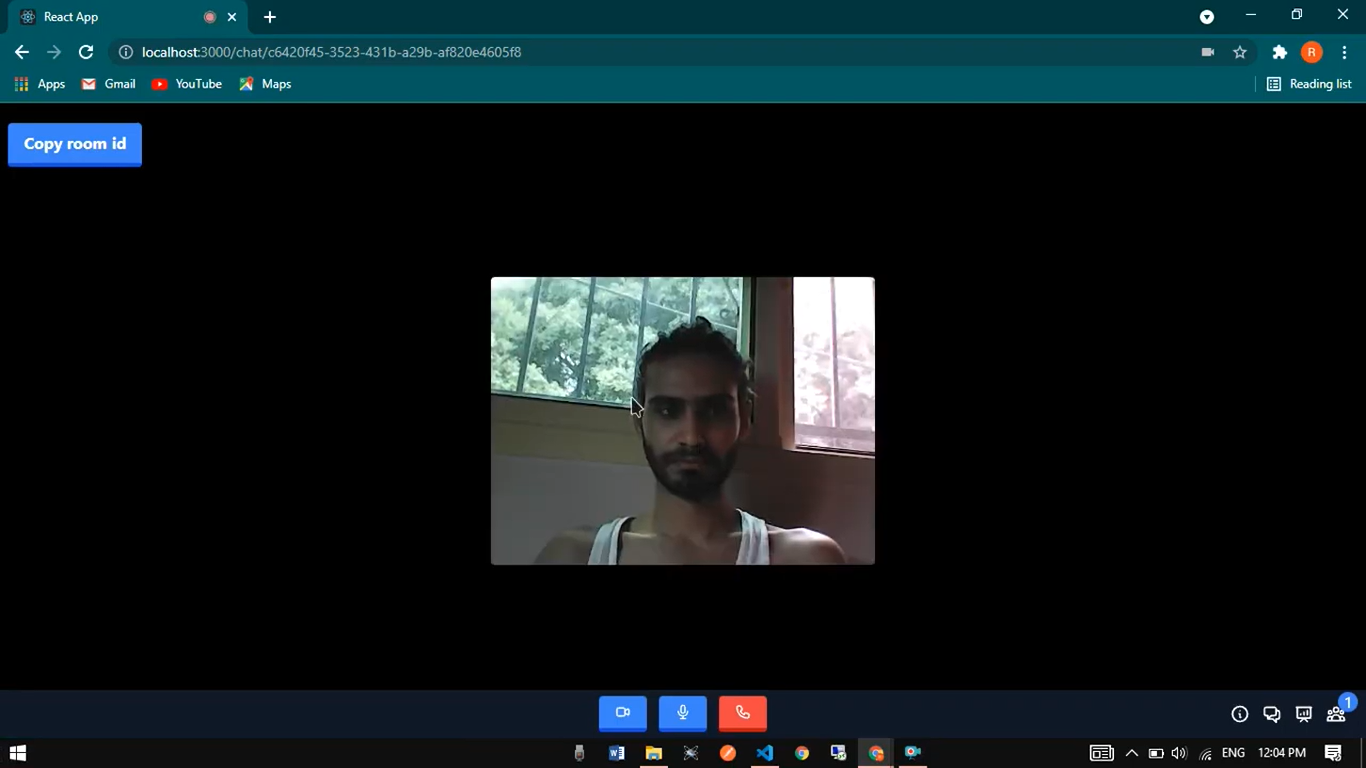 React App
localhost:3000/chat/c6420f45-3523-431b-a29b-af820e4605f8
R
Apps Gmail YouTube Maps Reading list
Copy room id
1
ENG 12:04 PM